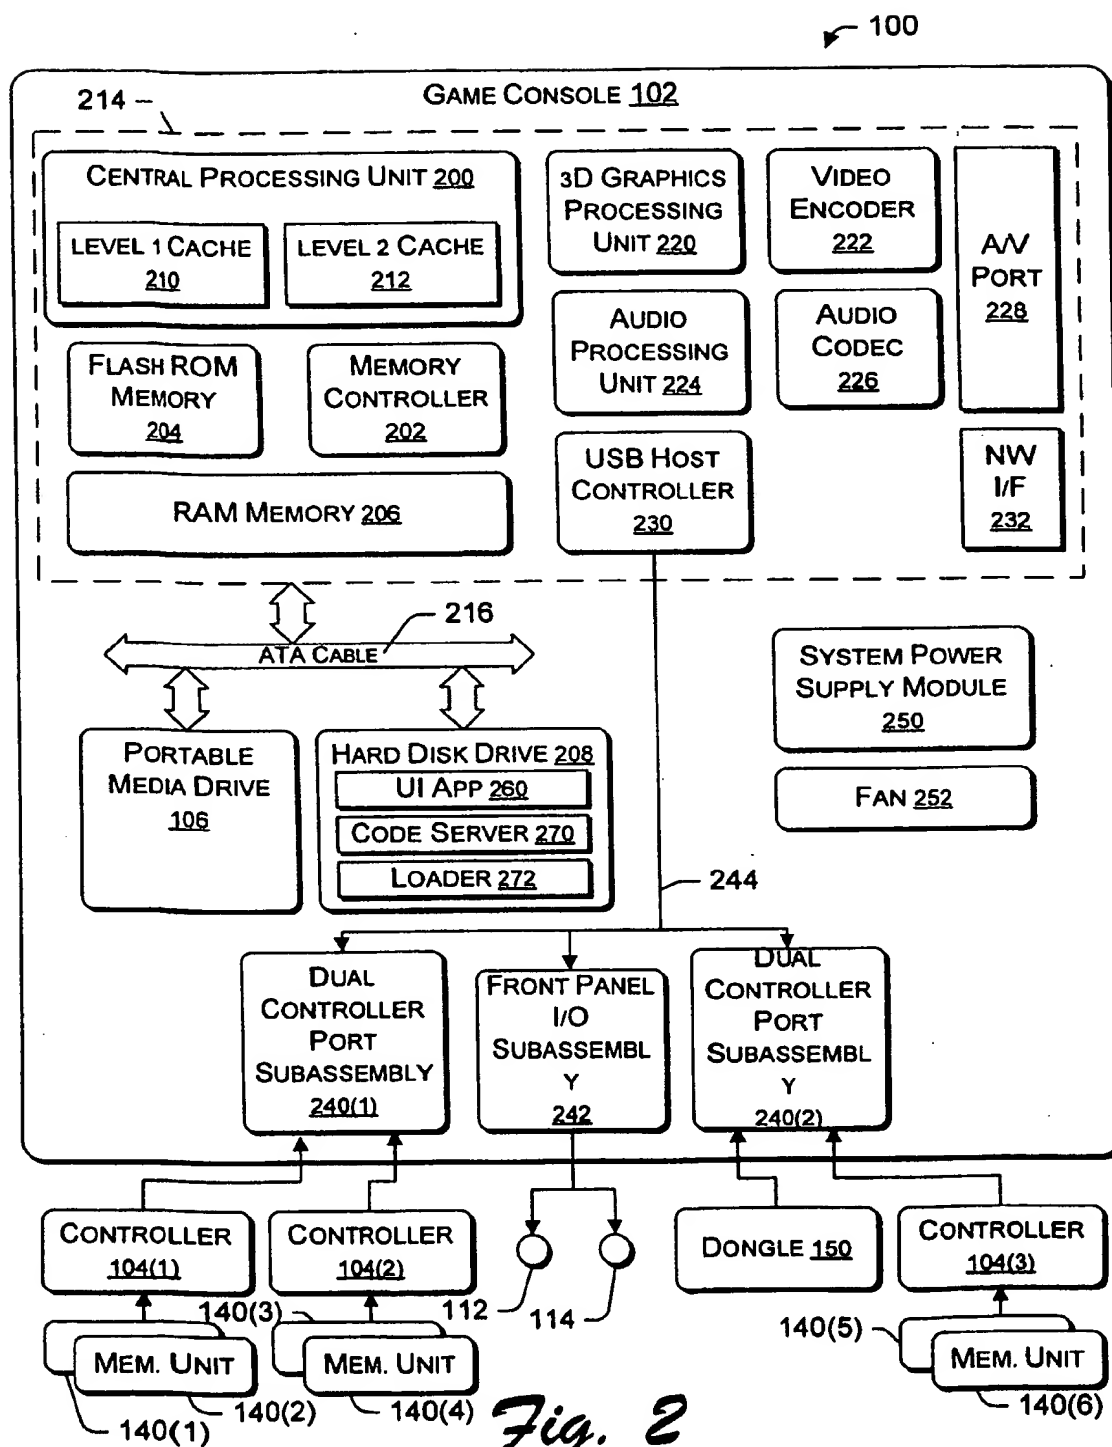 100
GAME CONSOLE 102
214
CENTRAL PROCESSING UNIT 200
LEVEL 1 CACHE
210
LEVEL 2 CACHE
212
3D GRAPHICS
PROCESSING
UNIT 220
VIDEO
ENCODER
222
A/V
PORT
228
FLASH ROM
MEMORY
204
MEMORY
CONTROLLER
202
AUDIO
PROCESSING
UNIT 224
AUDIO
CODEC
226
RAM MEMORY 206
USB HOST
CONTROLLER
230
NW
I/F
232
216
ATA CABLE
SYSTEM POWER
SUPPLY MODULE
250
PORTABLE
MEDIA DRIVE
106
HARD DISK DRIVE 208
UI APP 260
CODE SERVER 270
LOADER 272
FAN 252
244
DUAL
CONTROLLER
PORT
SUBASSEMBLY
240(1)
FRONT PANEL
I/O
SUBASSEMBL
Y
242
DUAL
CONTROLLER
PORT
SUBASSEMBL
Y
240(2)
CONTROLLER
104(1)
CONTROLLER
104(2)
112
114
DONGLE 150
CONTROLLER
104(3)
140(3)
140(5)
MEM. UNIT
MEM. UNIT
MEM. UNIT
140(1)
140(2)
140(4)
140(6)
Fig. 2